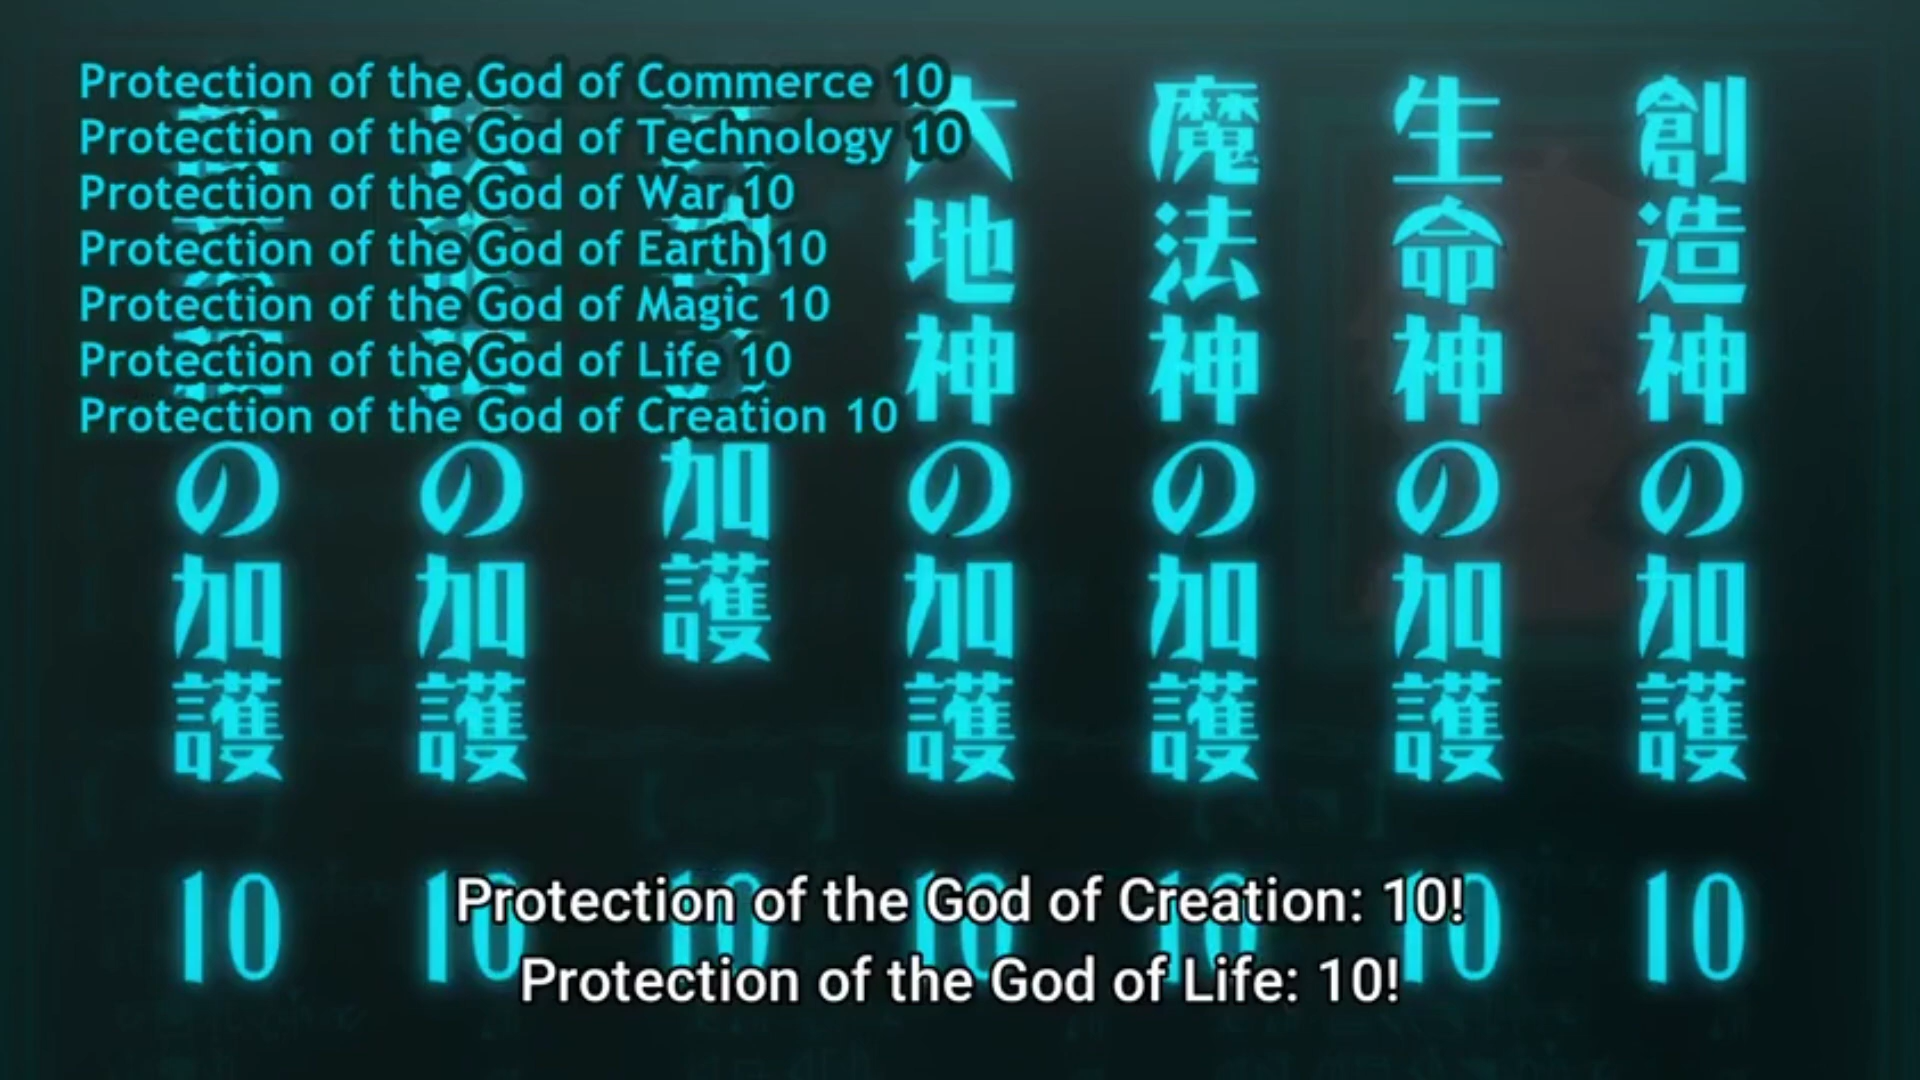 Protection of the God of Commerce 10
Protection of the God of Technology 10
Protection of the God of War 10
Protection of the God of Earth 10
Protection of the God of Magic 10
Protection of the God of Life 10
Protection of the God of Creation 10
創造神の加護 10
生命神の加護 10
魔法神の加護 10
大地神の加護 10
加護 10
の加護 10
の加護 10
Protection of the God of Creation: 10!
Protection of the God of Life: 10!